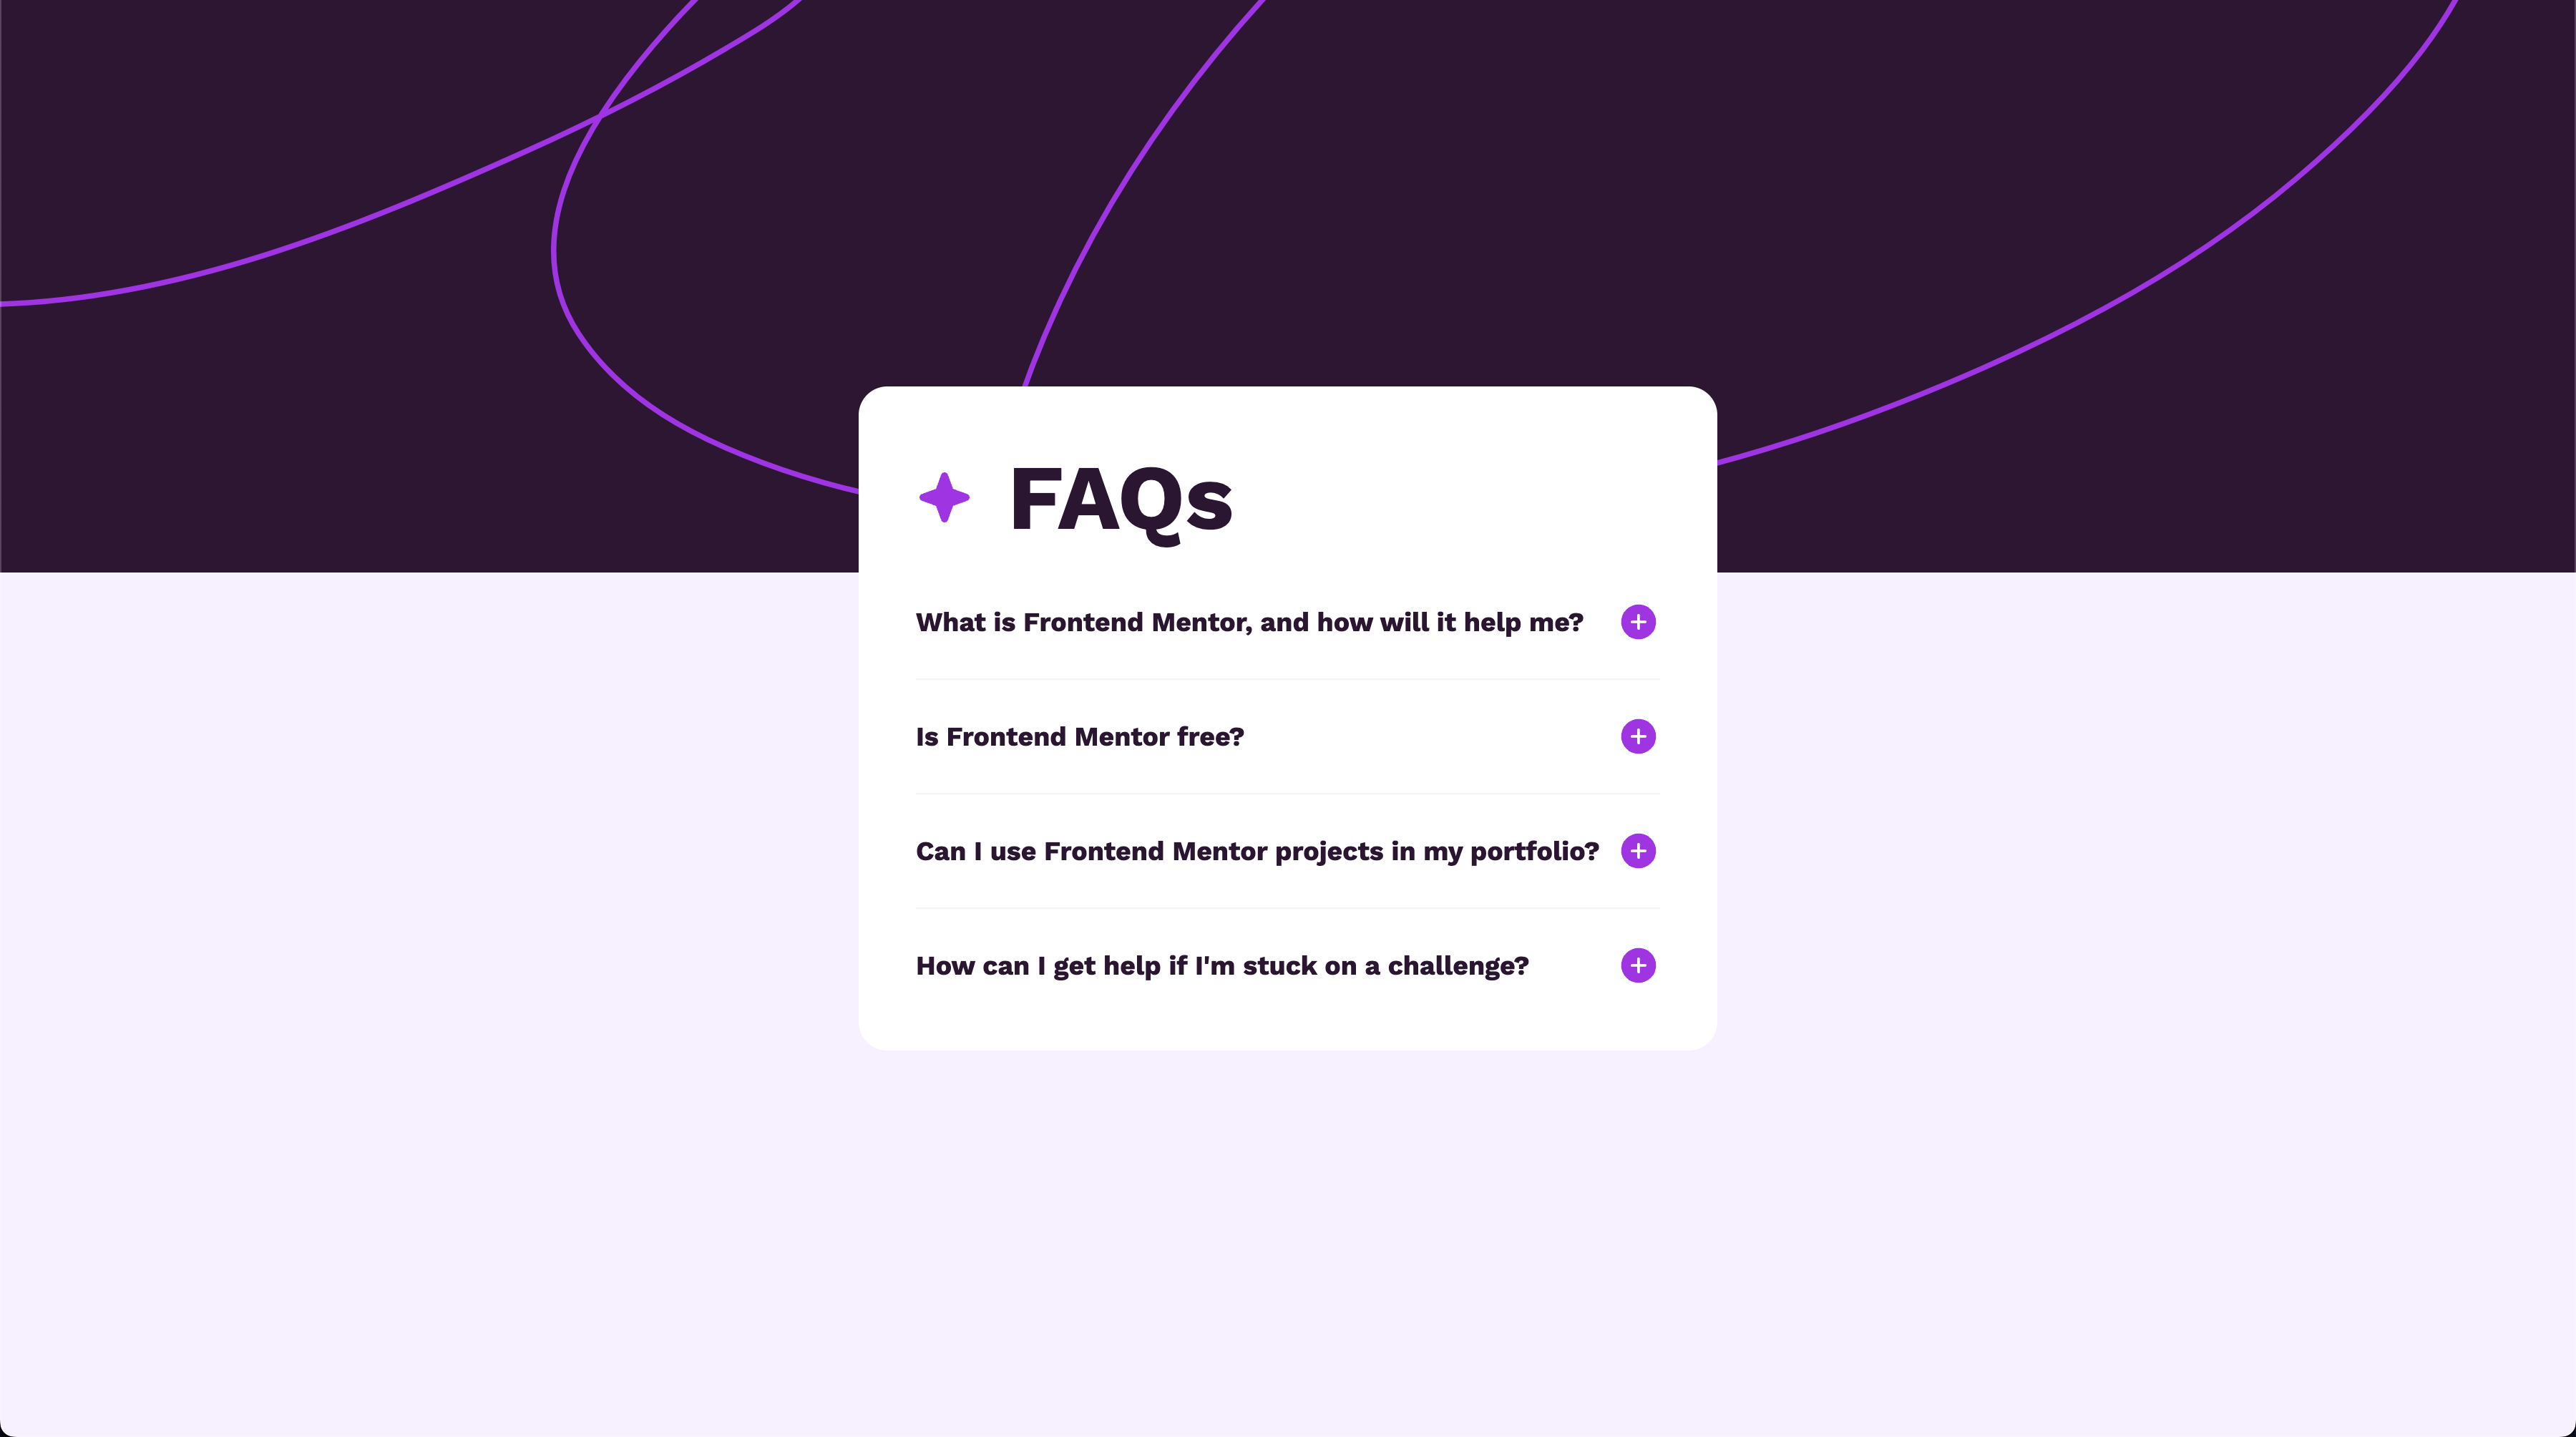 FAQs
What is Frontend Mentor, and how will it help me?
Is Frontend Mentor free?
Can I use Frontend Mentor projects in my portfolio?
How can I get help if I'm stuck on a challenge?